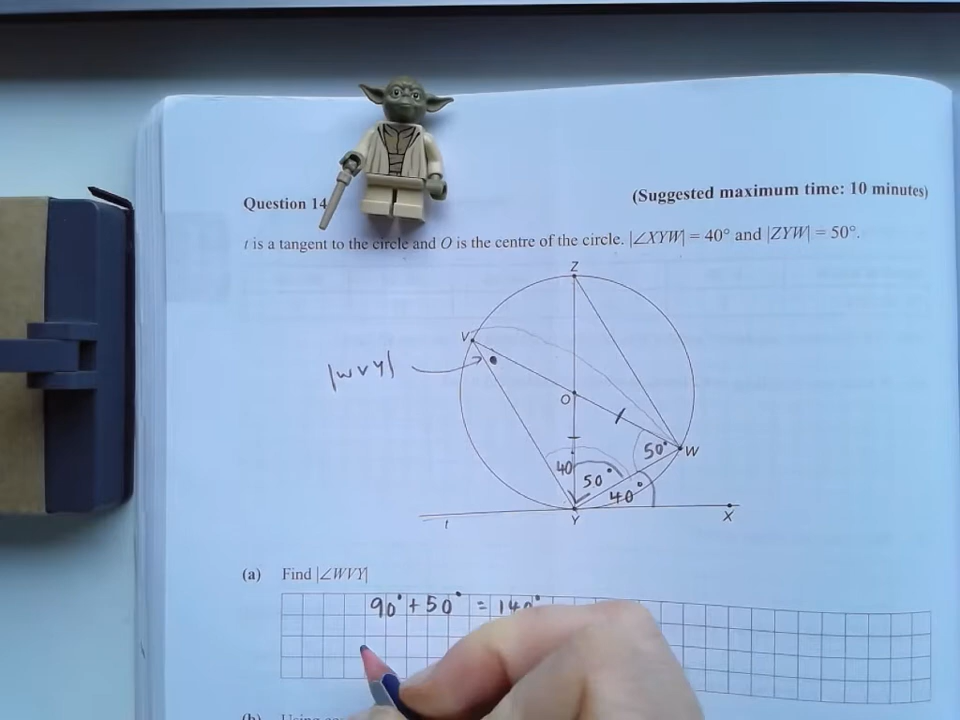 Question 14
(Suggested maximum time: 10 minutes)
t is a tangent to the circle and O is the centre of the circle. |∠XYW| = 40° and |ZYW| = 50°.
Z
V
|wvy|
O
50°
W
40
50°
40°
Y
X
(a) Find |∠WVY|
90° + 50° = 140°
(b)